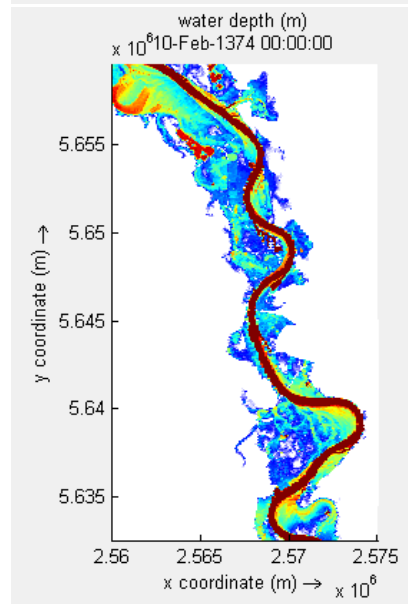 water depth (m)
x 10^6 10-Feb-1374 00:00:00
5.655
5.65
5.645
5.64
5.635
y coordinate (m) →
2.56 2.565 2.57 2.575
x coordinate (m) → x 10^6